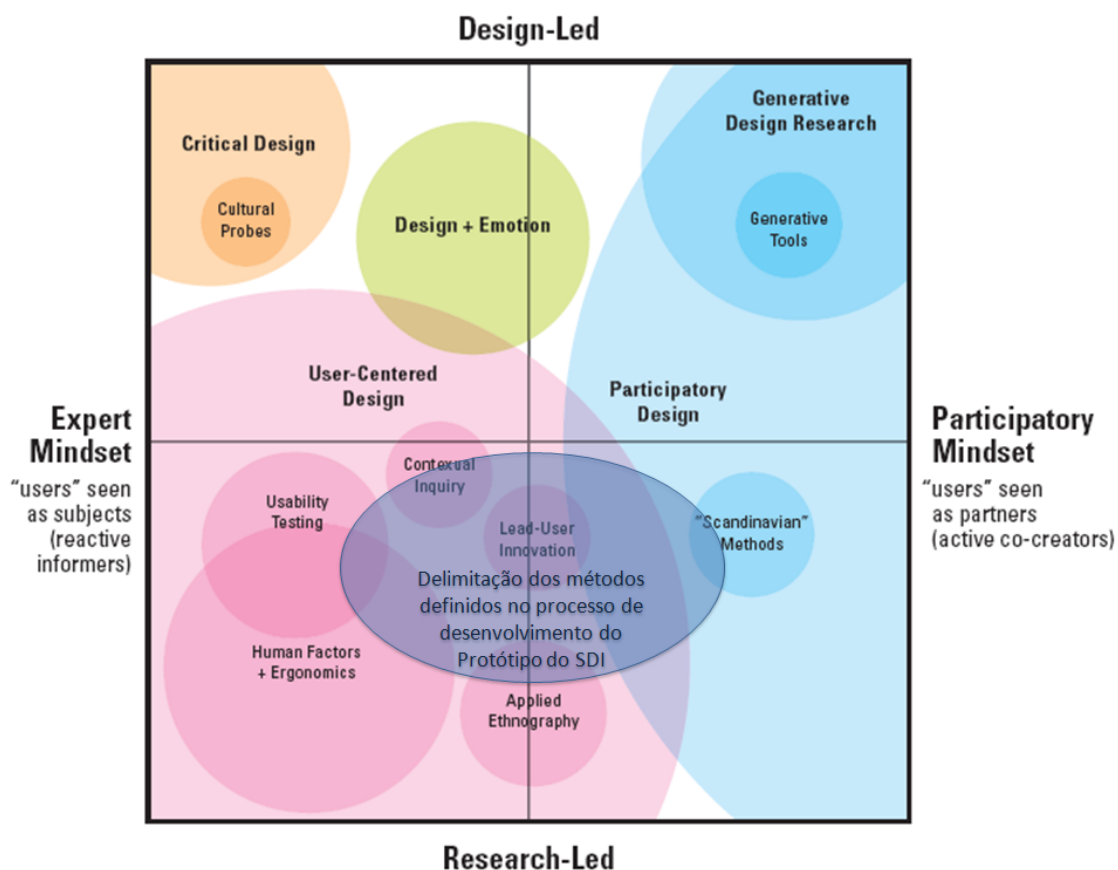 Design-Led
Generative
Design Research
Critical Design
Cultural
Probes
Design + Emotion
Generative
Tools
User-Centered
Design
Participatory
Design
Expert
Mindset
"users" seen
as subjects
(reactive
informers)
Participatory
Mindset
"users" seen
as partners
(active co-creators)
Contexual
Inquiry
Usability
Testing
Lead-User
Innovation
"Scandinavian"
Methods
Delimitação dos métodos
definidos no processo de
desenvolvimento do
Protótipo do SDI
Human Factors
+ Ergonomics
Applied
Ethnography
Research-Led